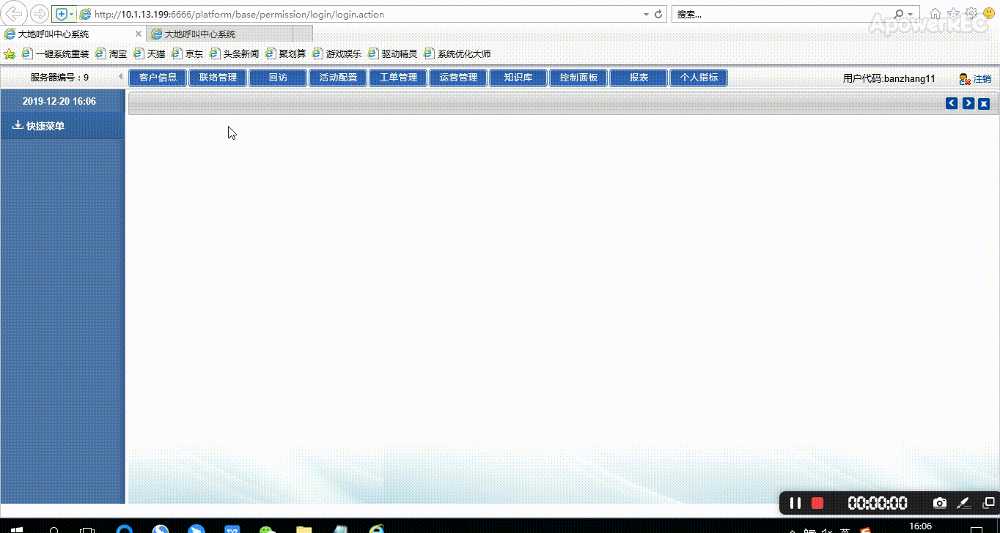 http://10.1.13.199:6666/platform/base/permission/login/login.action
搜索...
ApowerREC
大地呼叫中心系统
大地呼叫中心系统
一键系统重装 淘宝 天猫 京东 头条新闻 聚划算 游戏娱乐 驱动精灵 系统优化大师
服务器编号：9
客户信息 联络管理 回访 活动配置 工单管理 运营管理 知识库 控制面板 报表 个人指标
用户代码:banzhang11
注销
2019-12-20 16:06
快捷菜单
00:00:00
英
16:06